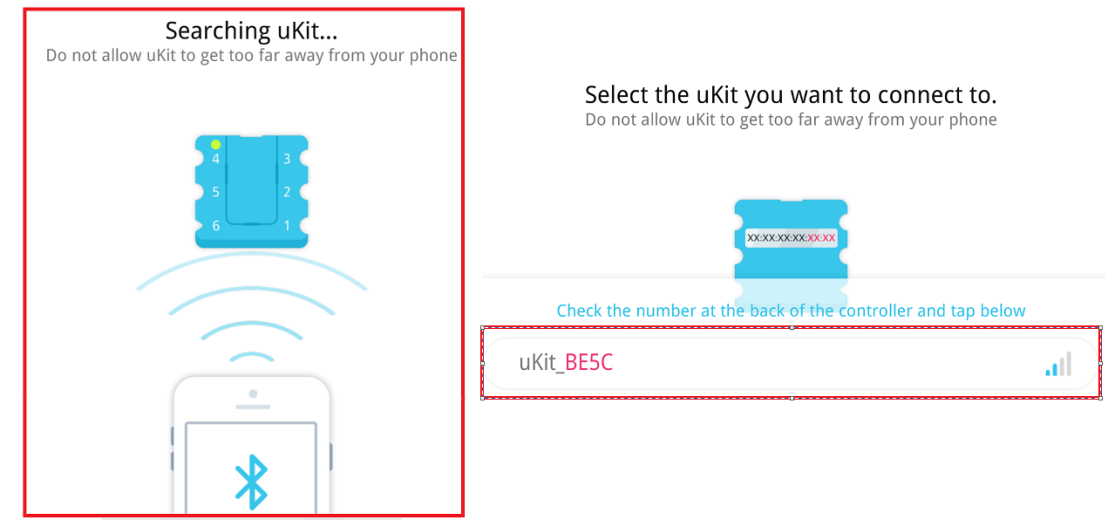 Searching uKit...
Do not allow uKit to get too far away from your phone
4 3
5 2
6 1
Select the uKit you want to connect to.
Do not allow uKit to get too far away from your phone
XX:XX:XX:XX:XX:XX
Check the number at the back of the controller and tap below
uKit_BE5C